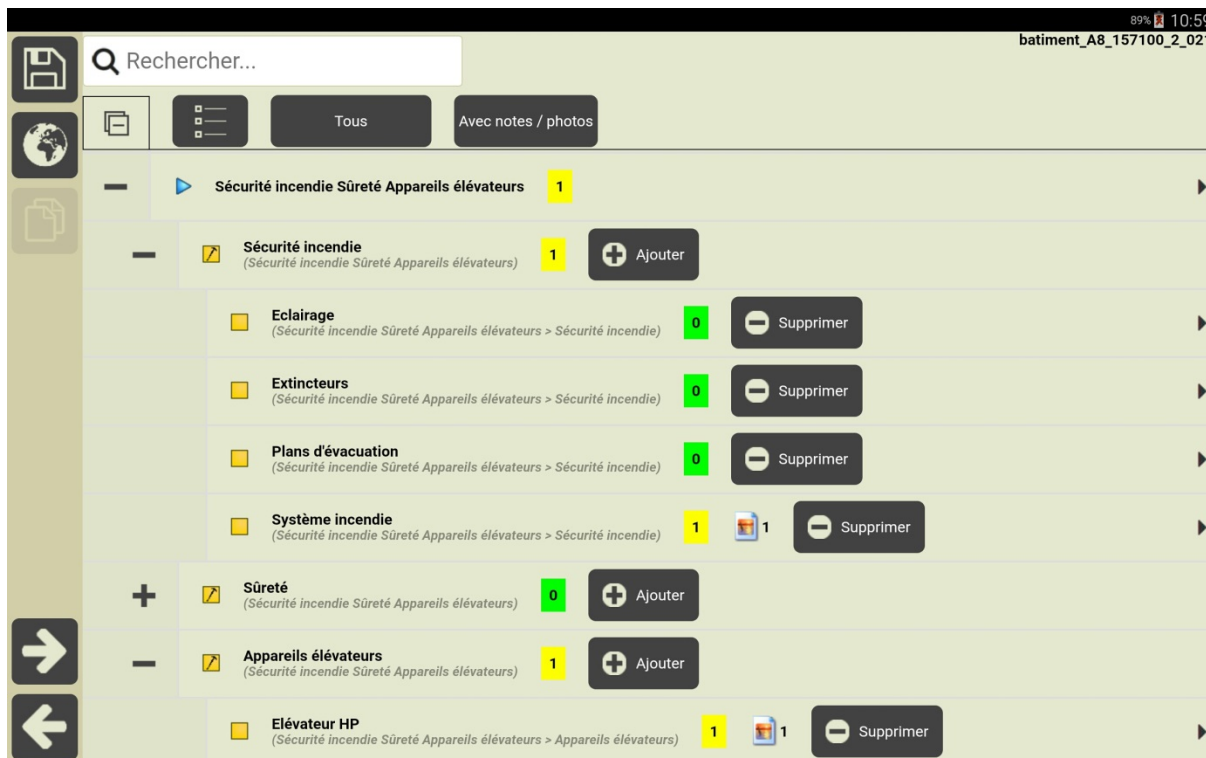 89% 10:59
batiment_A8_157100_2_021
Rechercher...
Tous
Avec notes / photos
Sécurité incendie Sûreté Appareils élévateurs 1
Sécurité incendie 1 Ajouter
(Sécurité incendie Sûreté Appareils élévateurs)
Eclairage 0 Supprimer
(Sécurité incendie Sûreté Appareils élévateurs > Sécurité incendie)
Extincteurs 0 Supprimer
(Sécurité incendie Sûreté Appareils élévateurs > Sécurité incendie)
Plans d'évacuation 0 Supprimer
(Sécurité incendie Sûreté Appareils élévateurs > Sécurité incendie)
Système incendie 1 1 Supprimer
(Sécurité incendie Sûreté Appareils élévateurs > Sécurité incendie)
Sûreté 0 Ajouter
(Sécurité incendie Sûreté Appareils élévateurs)
Appareils élévateurs 1 Ajouter
(Sécurité incendie Sûreté Appareils élévateurs)
Elévateur HP 1 1 Supprimer
(Sécurité incendie Sûreté Appareils élévateurs > Appareils élévateurs)